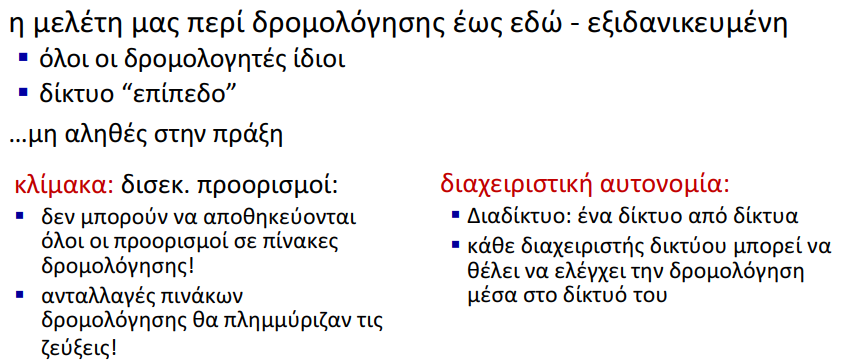 η μελέτη μας περί δρομολόγησης έως εδώ - εξιδανικευμένη
▪ όλοι οι δρομολογητές ίδιοι
▪ δίκτυο “επίπεδο”
…μη αληθές στην πράξη
κλίμακα: δισεκ. προορισμοί:
▪ δεν μπορούν να αποθηκεύονται
όλοι οι προορισμοί σε πίνακες
δρομολόγησης!
▪ ανταλλαγές πινάκων
δρομολόγησης θα πλημμύριζαν τις
ζεύξεις!
διαχειριστική αυτονομία:
▪ Διαδίκτυο: ένα δίκτυο από δίκτυα
▪ κάθε διαχειριστής δικτύου μπορεί να
θέλει να ελέγχει την δρομολόγηση
μέσα στο δίκτυό του